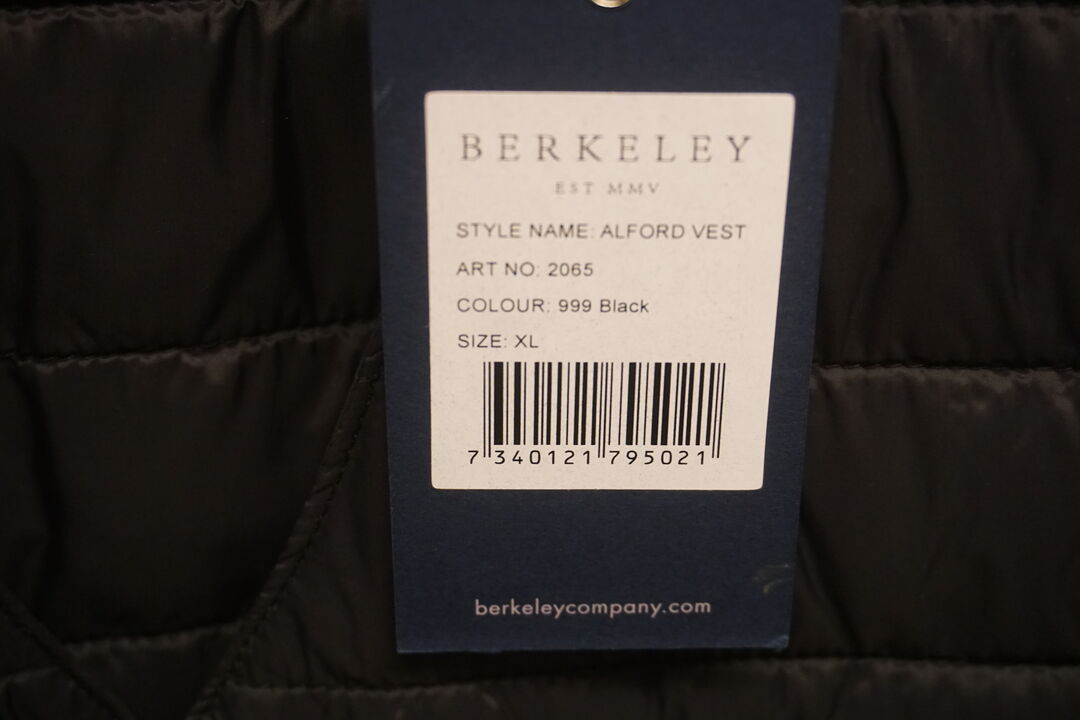 BERKELEY
EST MMV
STYLE NAME: ALFORD VEST
ART NO: 2065
COLOUR: 999 Black
SIZE: XL
7 340121 795021
berkeleycompany.com